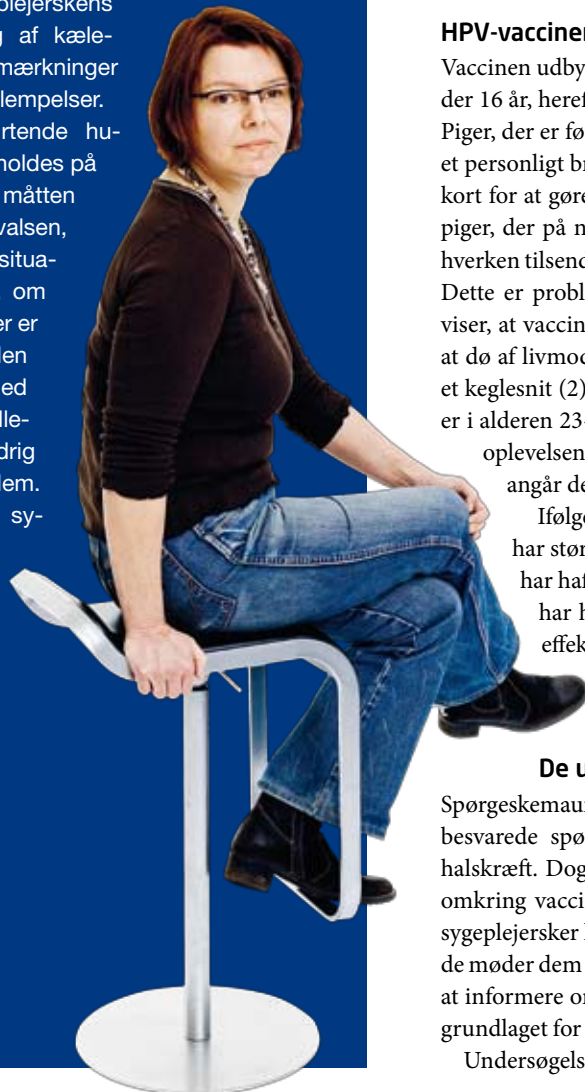 plejerskens
g af kæle-
mærkninger
lempelser.
rtende hu-
holdes på
måtten
valsen,
situa-
om
er er
den
ed
lle-
drig
dem.
sy-
HPV-vaccinen
Vaccinen udby
der 16 år, heref
Piger, der er fø
et personligt br
kort for at gøre
piger, der på n
hverken tilsend
Dette er probl
viser, at vaccin
at dø af livmod
et keglesnit (2)
er i alderen 23-
oplevelsen
angår de
Ifølge
har stør
har haf
har h
effek
De u
Spørgeskemaur
besvarede spø
halskræft. Dog
omkring vacci
sygeplejersker h
de møder dem
at informere or
grundlaget for
Undersøgels